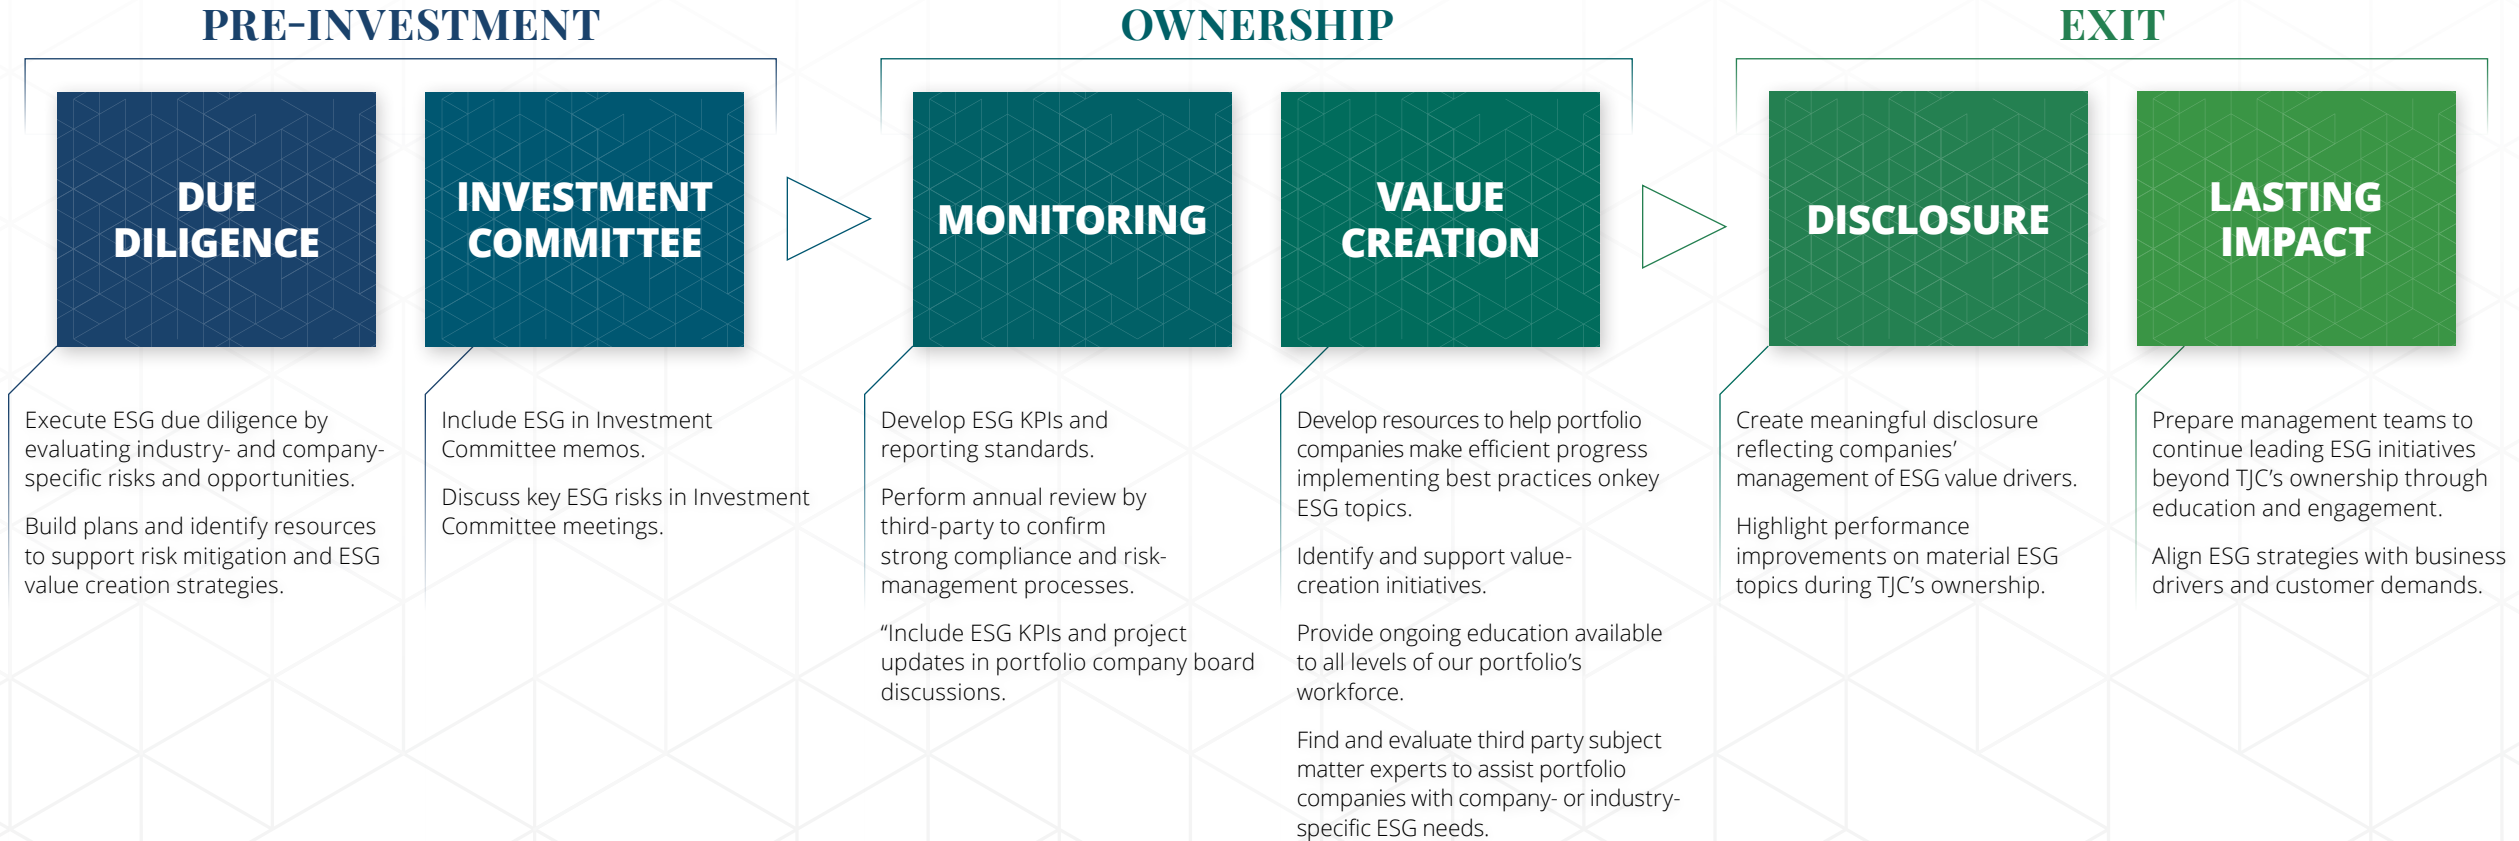 PRE-INVESTMENT
DUE
DILIGENCE
Execute ESG due diligence by
evaluating industry- and company-
specific risks and opportunities.
Build plans and identify resources
to support risk mitigation and ESG
value creation strategies.
INVESTMENT
COMMITTEE
Include ESG in Investment
Committee memos.
Discuss key ESG risks in Investment
Committee meetings.
OWNERSHIP
MONITORING
Develop ESG KPIs and
reporting standards.
Perform annual review by
third-party to confirm
strong compliance and risk-
management processes.
“Include ESG KPIs and project
updates in portfolio company board
discussions.
VALUE
CREATION
Develop resources to help portfolio
companies make efficient progress
implementing best practices onkey
ESG topics.
Identify and support value-
creation initiatives.
Provide ongoing education available
to all levels of our portfolio’s
workforce.
Find and evaluate third party subject
matter experts to assist portfolio
companies with company- or industry-
specific ESG needs.
EXIT
DISCLOSURE
Create meaningful disclosure
reflecting companies’
management of ESG value drivers.
Highlight performance
improvements on material ESG
topics during TJC’s ownership.
LASTING
IMPACT
Prepare management teams to
continue leading ESG initiatives
beyond TJC’s ownership through
education and engagement.
Align ESG strategies with business
drivers and customer demands.